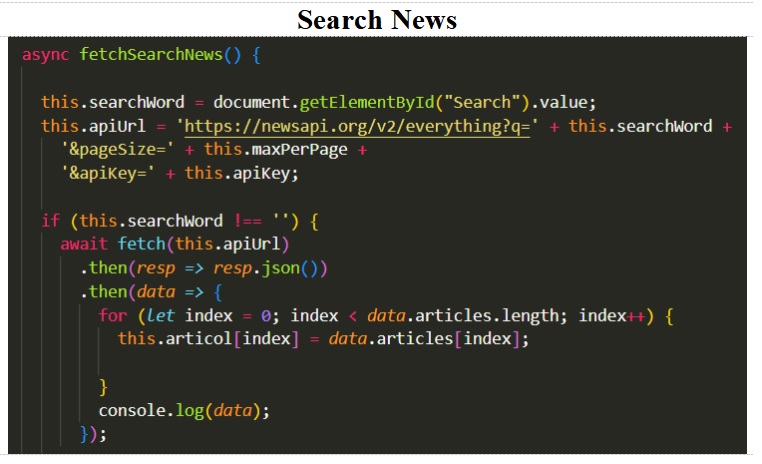 Search News
async fetchSearchNews() {
this.searchWord = document.getElementById("Search").value;
this.apiUrl = 'https://newsapi.org/v2/everything?q=' + this.searchWord +
'&pageSize=' + this.maxPerPage +
'&apiKey=' + this.apiKey;
if (this.searchWord !== '') {
await fetch(this.apiUrl)
.then(resp => resp.json())
.then(data => {
for (let index = 0; index < data.articles.length; index++) {
this.articol[index] = data.articles[index];
}
console.log(data);
});